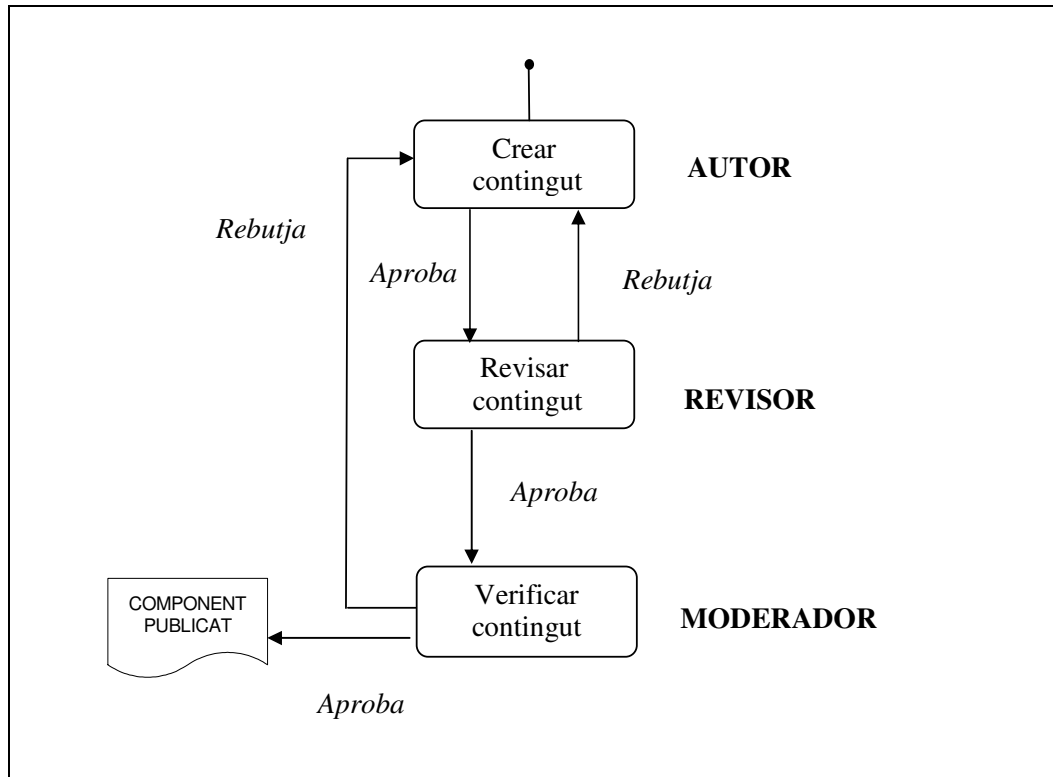 Crear
contingut
AUTOR
Rebutja
Aproba
Rebutja
Revisar
contingut
REVISOR
Aproba
Verificar
contingut
MODERADOR
COMPONENT
PUBLICAT
Aproba